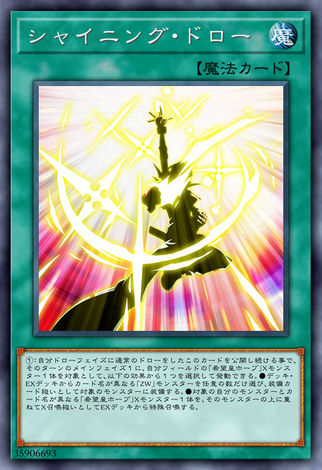 シャイニング・ドロー
魔
【魔法カード】
①：自分ドローフェイズに通常のドローをしたこのカードを公開し続ける事で、
そのターンのメインフェイズ１に、自分フィールドの「希望皇ホープ」Xモンス
ター１体を対象として、以下の効果から１つを選択して発動できる。●デッキ・
EXデッキからカード名が異なる「ZW」モンスターを任意の数だけ選び、装備カ
ード扱いとして対象のモンスターに装備する。●対象の自分のモンスターとカ
ード名が異なる「希望皇ホープ」Xモンスター１体を、そのモンスターの上に重
ねてX召喚扱いとしてEXデッキから特殊召喚する。
35906693